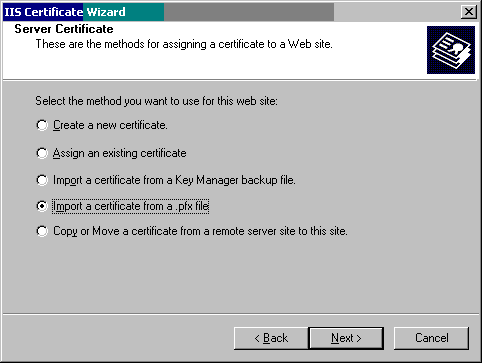 IIS Certificate Wizard
Server Certificate
These are the methods for assigning a certificate to a Web site.
Select the method you want to use for this web site:
Create a new certificate.
Assign an existing certificate
Import a certificate from a Key Manager backup file.
Import a certificate from a .pfx file
Copy or Move a certificate from a remote server site to this site.
< Back Next > Cancel